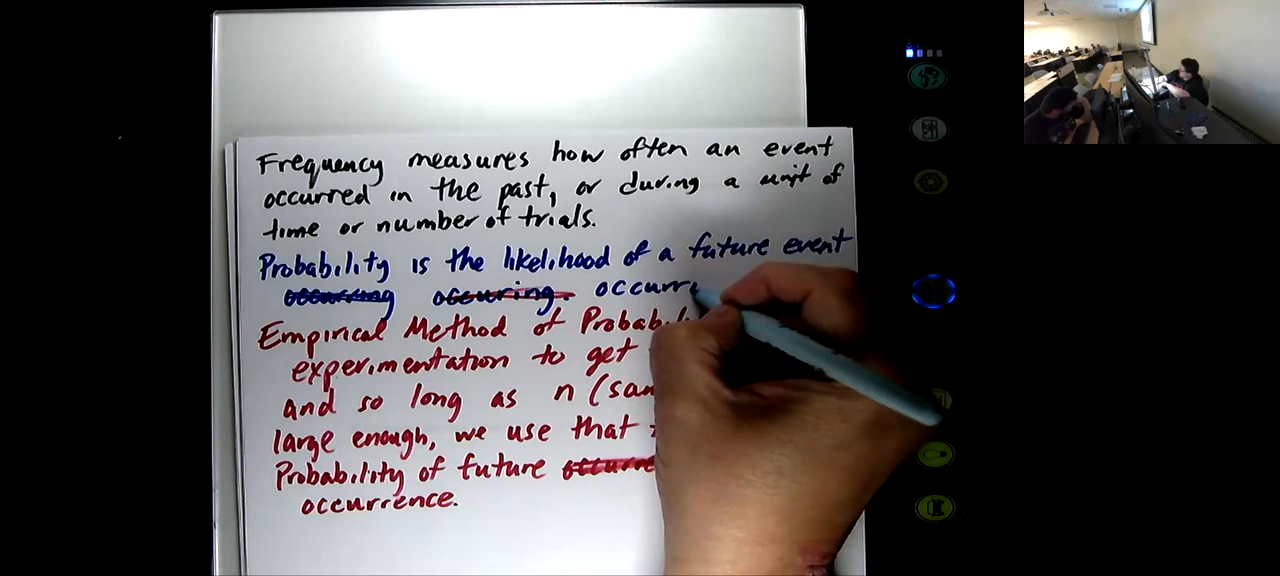 Frequency measures how often an event
occurred in the past, or during a unit of
time or number of trials.
Probability is the likelihood of a future event
occurring occuring. occurr
Empirical Method of Probabil
experimentation to get
and so long as n (sam
large enough, we use that
Probability of future occurre
occurrence.